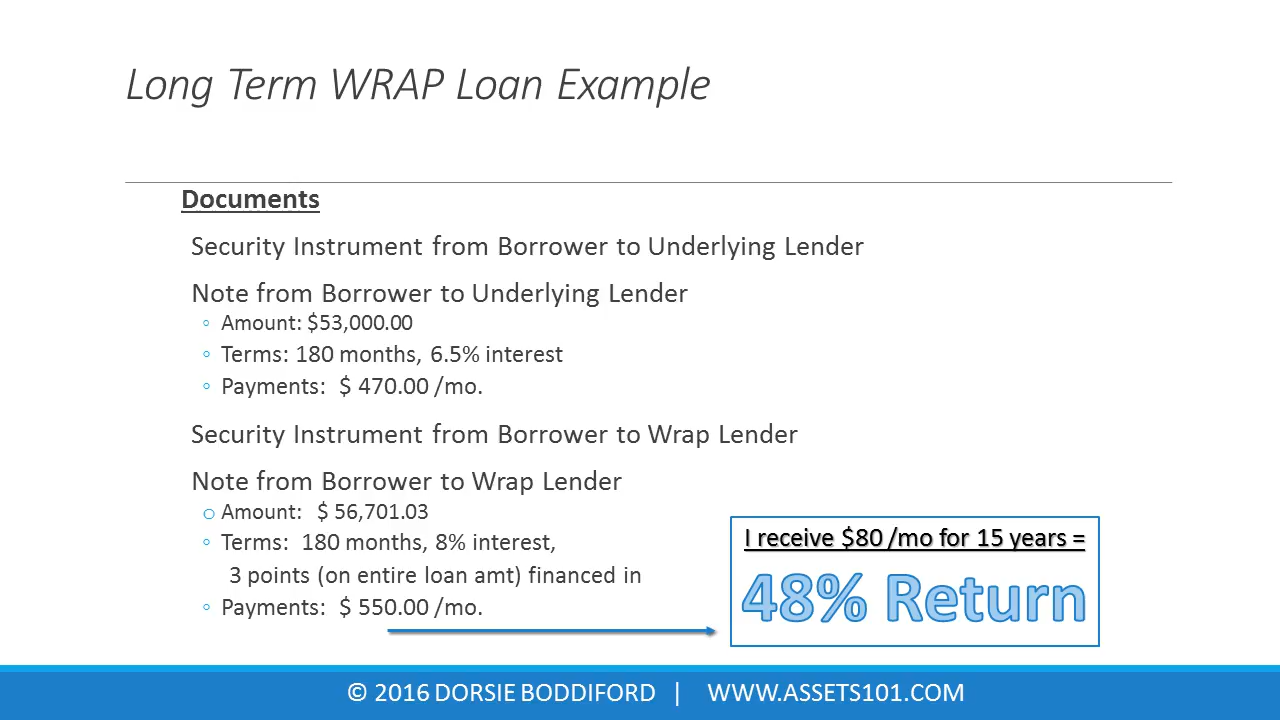 Long Term WRAP Loan Example
Documents
Security Instrument from Borrower to Underlying Lender
Note from Borrower to Underlying Lender
◦ Amount: $53,000.00
◦ Terms: 180 months, 6.5% interest
◦ Payments: $ 470.00 /mo.
Security Instrument from Borrower to Wrap Lender
Note from Borrower to Wrap Lender
o Amount: $ 56,701.03
◦ Terms: 180 months, 8% interest,
3 points (on entire loan amt) financed in
◦ Payments: $ 550.00 /mo.
I receive $80 /mo for 15 years =
48% Return
© 2016 DORSIE BODDIFORD | WWW.ASSETS101.COM